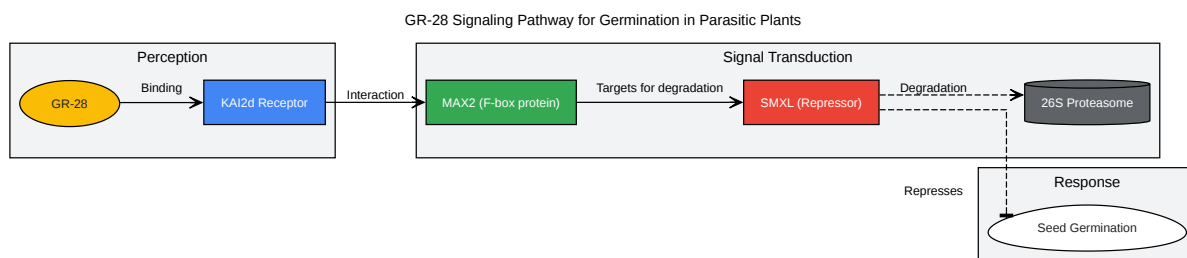 GR-28 Signaling Pathway for Germination in Parasitic Plants
Perception
Signal Transduction
GR-28
Binding
KAI2d Receptor
Interaction
MAX2 (F-box protein)
Targets for degradation
SMXL (Repressor)
Degradation
26S Proteasome
Represses
Response
Seed Germination